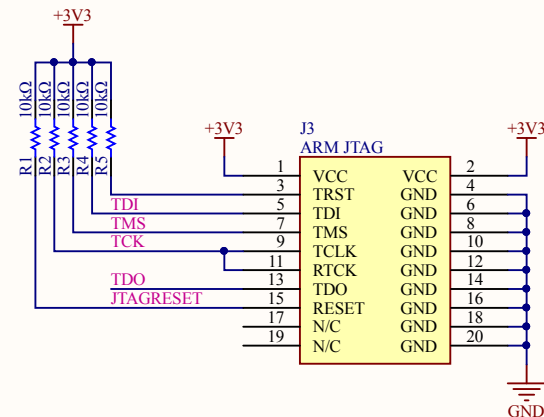 +3V3
10kΩ 10kΩ 10kΩ 10kΩ 10kΩ
R1 R2 R3 R4 R5
+3V3 J3 +3V3
ARM JTAG
1 VCC VCC 2
3 TRST GND 4
TDI 5 TDI GND 6
TMS 7 TMS GND 8
TCK 9 TCLK GND 10
11 RTCK GND 12
TDO 13 TDO GND 14
JTAGRESET 15 RESET GND 16
17 N/C GND 18
19 N/C GND 20
GND